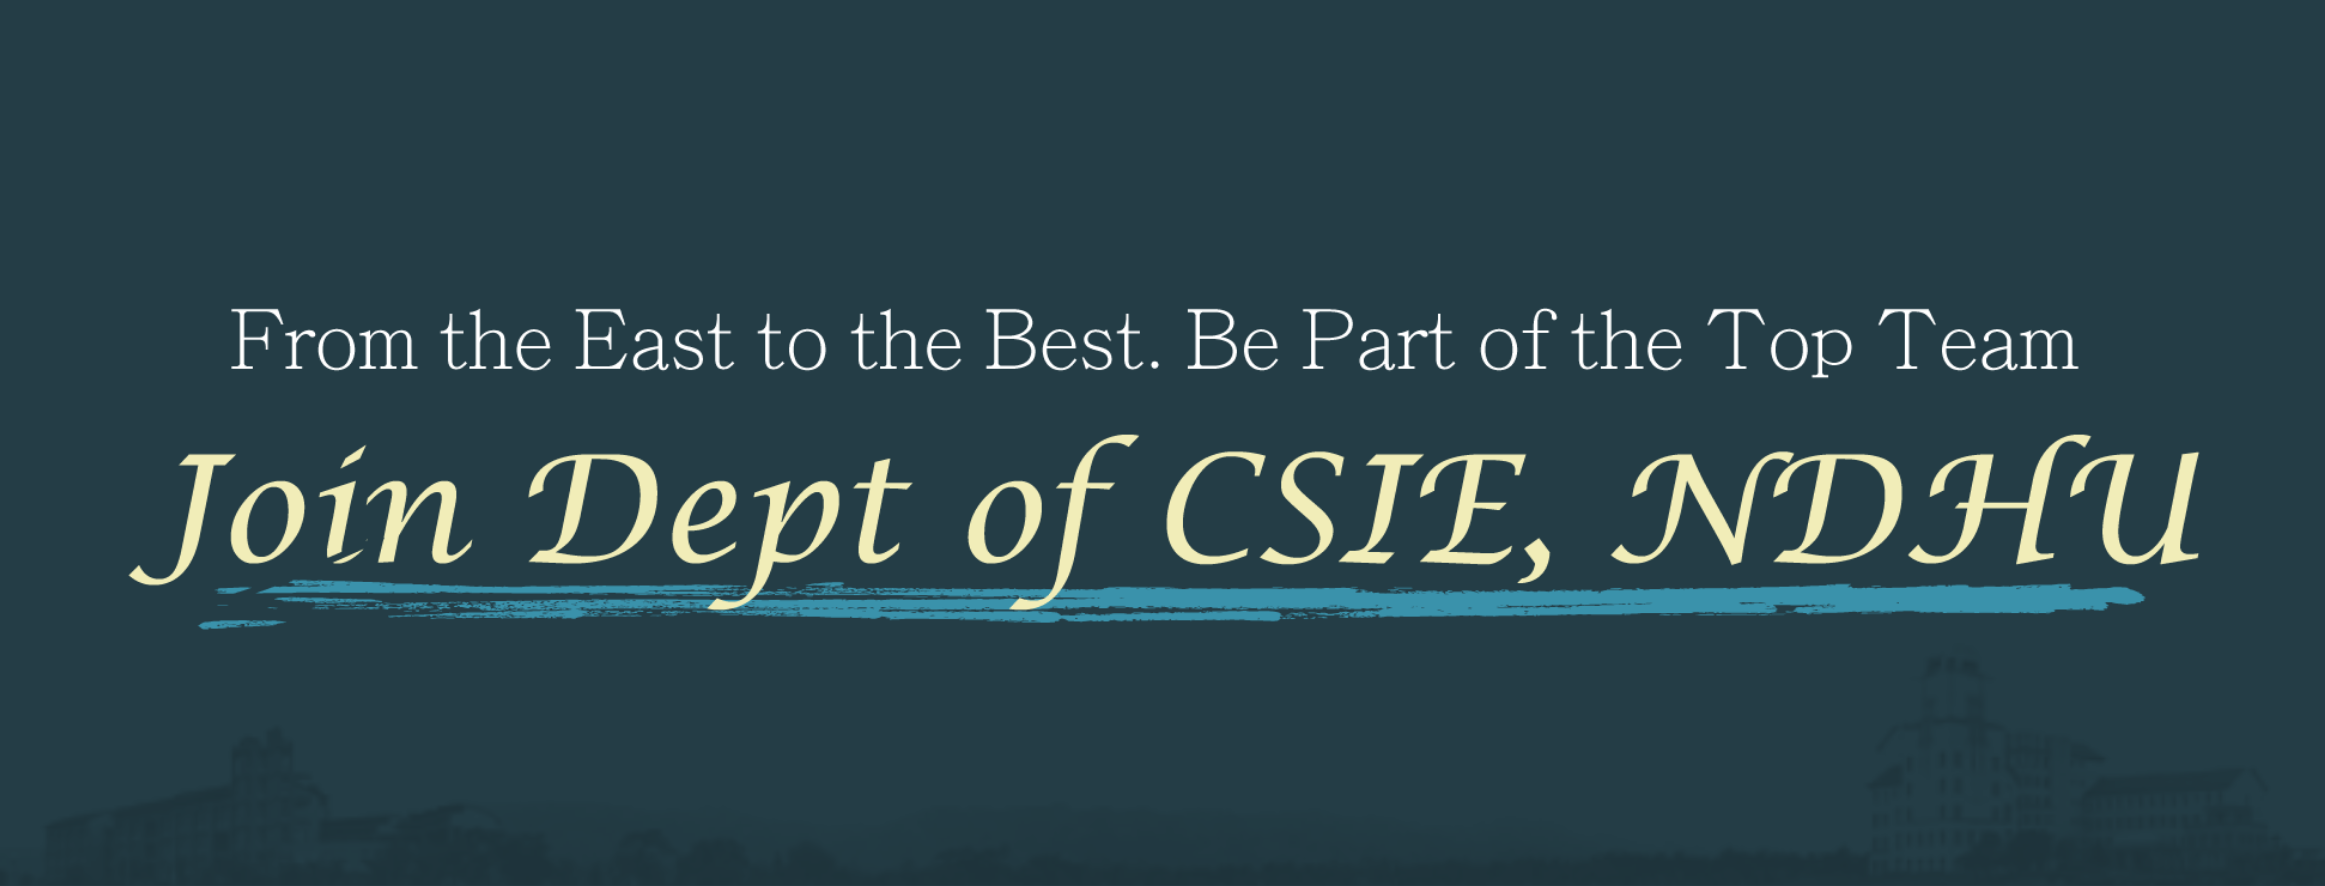 From the East to the Best. Be Part of the Top Team
Join Dept of CSIE, NDHU